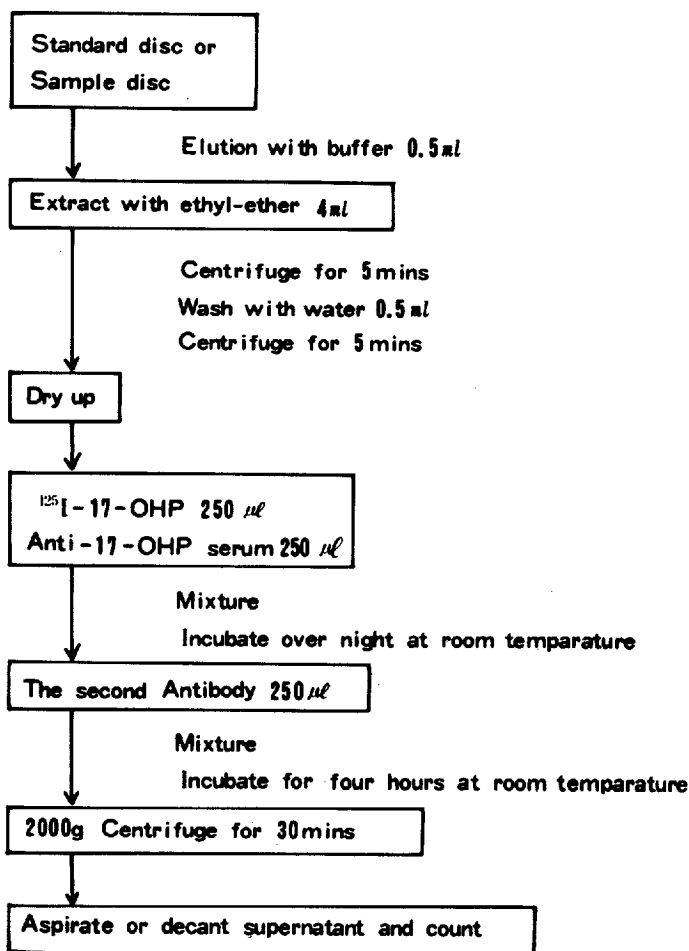 Standard disc or
Sample disc
Elution with buffer 0.5ml
Extract with ethyl-ether 4ml
Centrifuge for 5mins
Wash with water 0.5ml
Centrifuge for 5mins
Dry up
¹²⁵I-17-OHP 250 μl
Anti-17-OHP serum 250 μl
Mixture
Incubate over night at room temparature
The second Antibody 250μl
Mixture
Incubate for four hours at room temparature
2000g Centrifuge for 30mins
Aspirate or decant supernatant and count